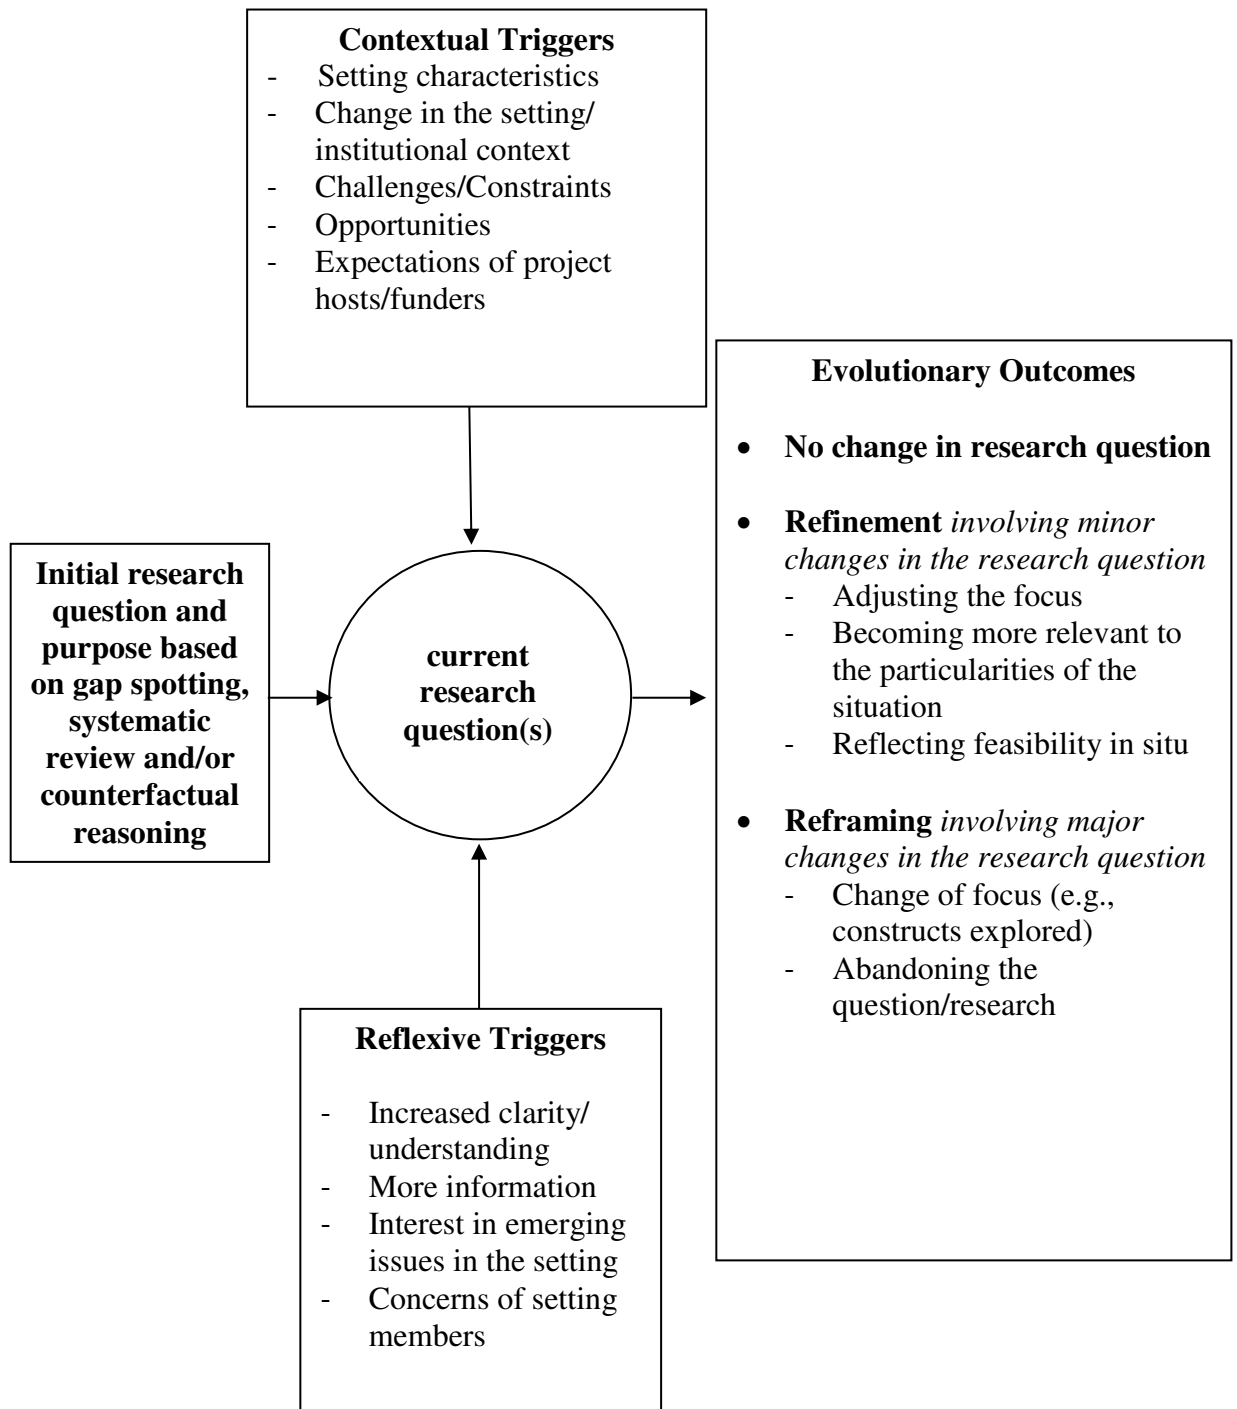 Contextual Triggers
- Setting characteristics
- Change in the setting/
institutional context
- Challenges/Constraints
- Opportunities
- Expectations of project
hosts/funders
Initial research
question and
purpose based
on gap spotting,
systematic
review and/or
counterfactual
reasoning
current
research
question(s)
Reflexive Triggers
- Increased clarity/
understanding
- More information
- Interest in emerging
issues in the setting
- Concerns of setting
members
Evolutionary Outcomes
• No change in research question
• Refinement involving minor
changes in the research question
- Adjusting the focus
- Becoming more relevant to
the particularities of the
situation
- Reflecting feasibility in situ
• Reframing involving major
changes in the research question
- Change of focus (e.g.,
constructs explored)
- Abandoning the
question/research